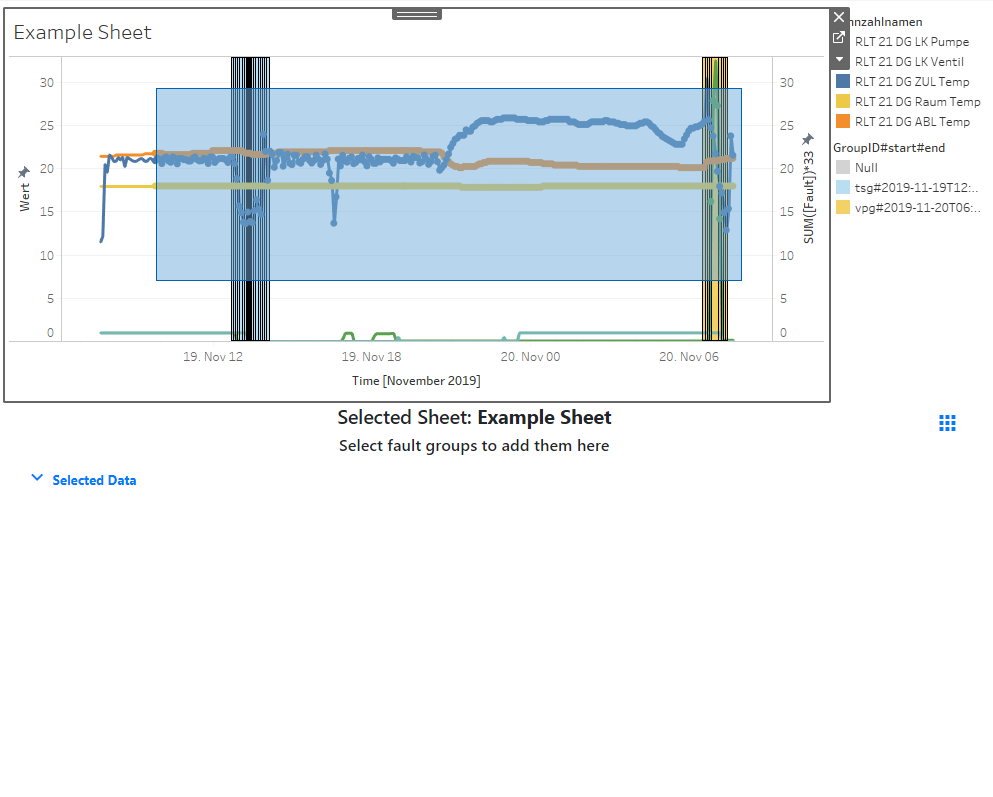 Example Sheet
30
25
20
15
10
5
0
Wert
30
25
20
15
10
5
0
SUM([Fault])*33
19. Nov 12
19. Nov 18
20. Nov 00
20. Nov 06
Time [November 2019]
nnzahlnamen
RLT 21 DG LK Pumpe
RLT 21 DG LK Ventil
RLT 21 DG ZUL Temp
RLT 21 DG Raum Temp
RLT 21 DG ABL Temp
GroupID#start#end
Null
tsg#2019-11-19T12:..
vpg#2019-11-20T06:..
Selected Sheet: Example Sheet
Select fault groups to add them here
Selected Data